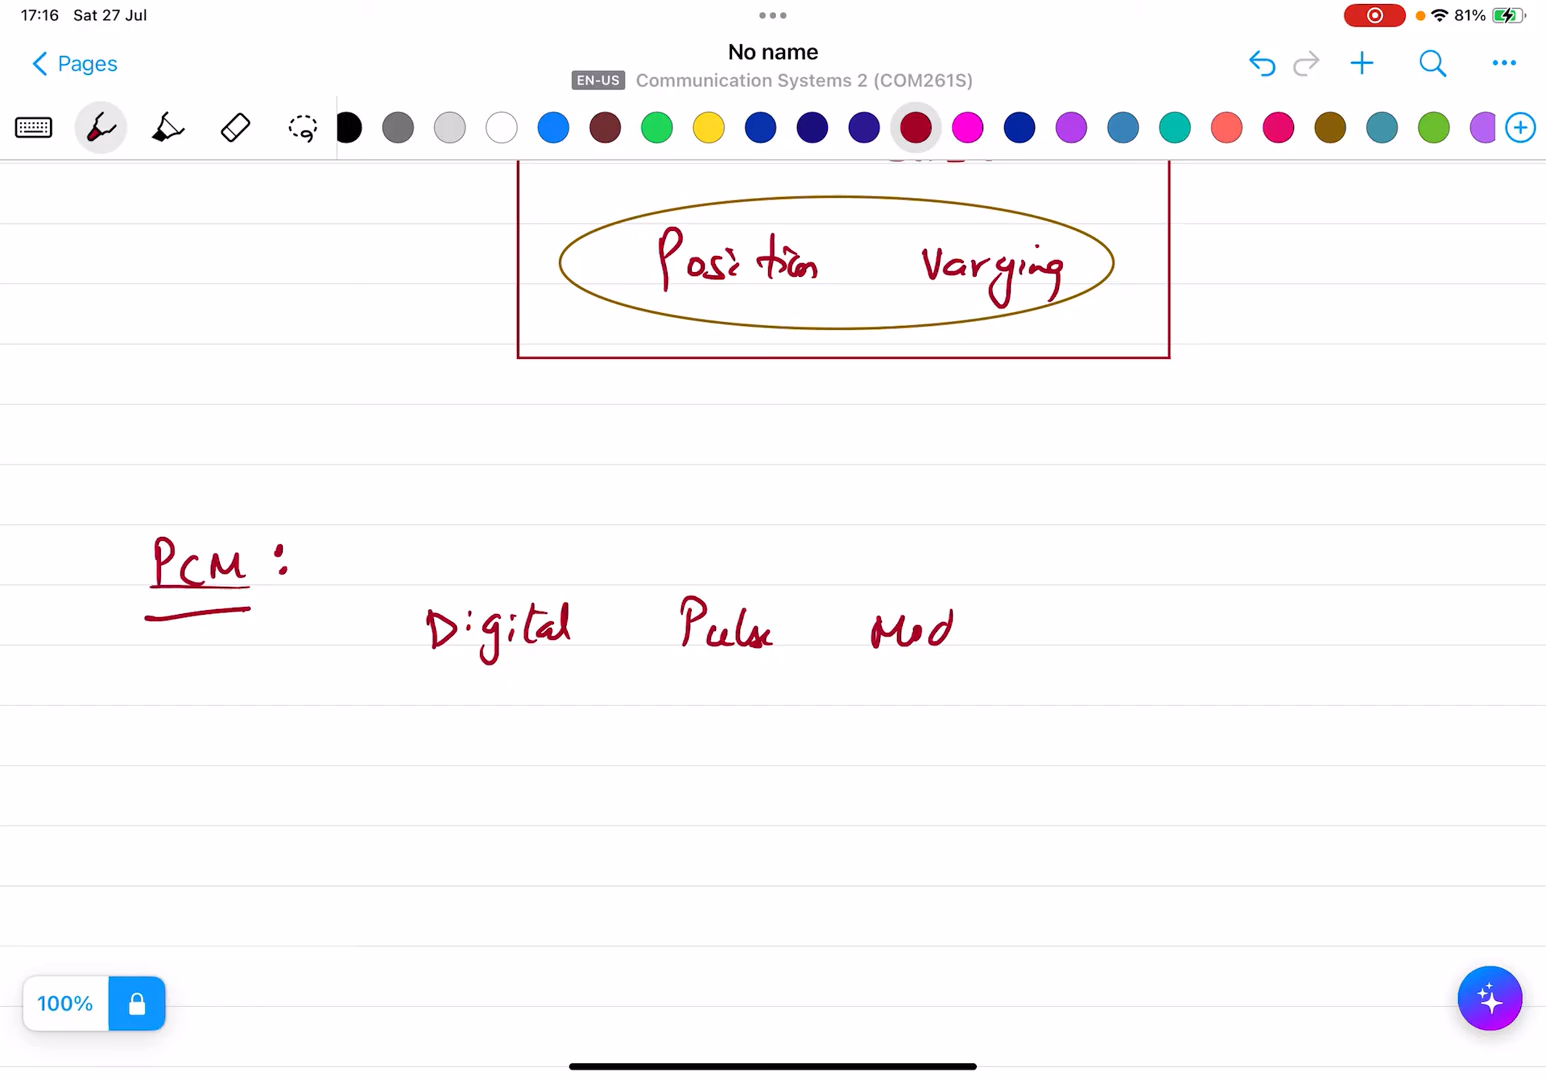 17:16 Sat 27 Jul
81%
No name
Pages
EN-US Communication Systems 2 (COM261S)
Position varying
PCM :
Digital Pulse Mod
100%